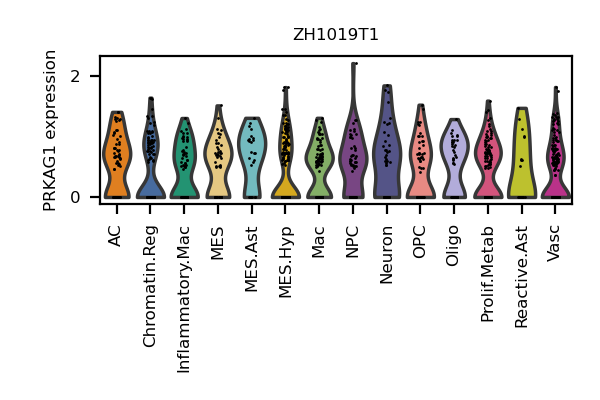 ZH1019T1
PRKAG1 expression
2
0
AC
Chromatin.Reg
Inflammatory.Mac
MES
MES.Ast
MES.Hyp
Mac
NPC
Neuron
OPC
Oligo
Prolif.Metab
Reactive.Ast
Vasc